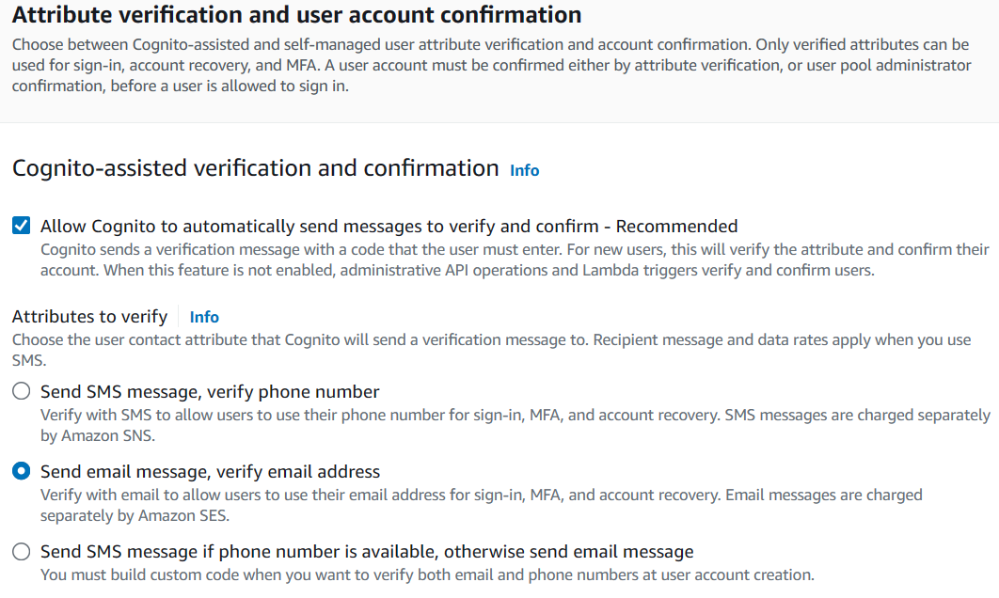 Attribute verification and user account confirmation
Choose between Cognito-assisted and self-managed user attribute verification and account confirmation. Only verified attributes can be
used for sign-in, account recovery, and MFA. A user account must be confirmed either by attribute verification, or user pool administrator
confirmation, before a user is allowed to sign in.
Cognito-assisted verification and confirmation Info
Allow Cognito to automatically send messages to verify and confirm - Recommended
Cognito sends a verification message with a code that the user must enter. For new users, this will verify the attribute and confirm their
account. When this feature is not enabled, administrative API operations and Lambda triggers verify and confirm users.
Attributes to verify Info
Choose the user contact attribute that Cognito will send a verification message to. Recipient message and data rates apply when you use
SMS.
Send SMS message, verify phone number
Verify with SMS to allow users to use their phone number for sign-in, MFA, and account recovery. SMS messages are charged separately
by Amazon SNS.
Send email message, verify email address
Verify with email to allow users to use their email address for sign-in, MFA, and account recovery. Email messages are charged
separately by Amazon SES.
Send SMS message if phone number is available, otherwise send email message
You must build custom code when you want to verify both email and phone numbers at user account creation.